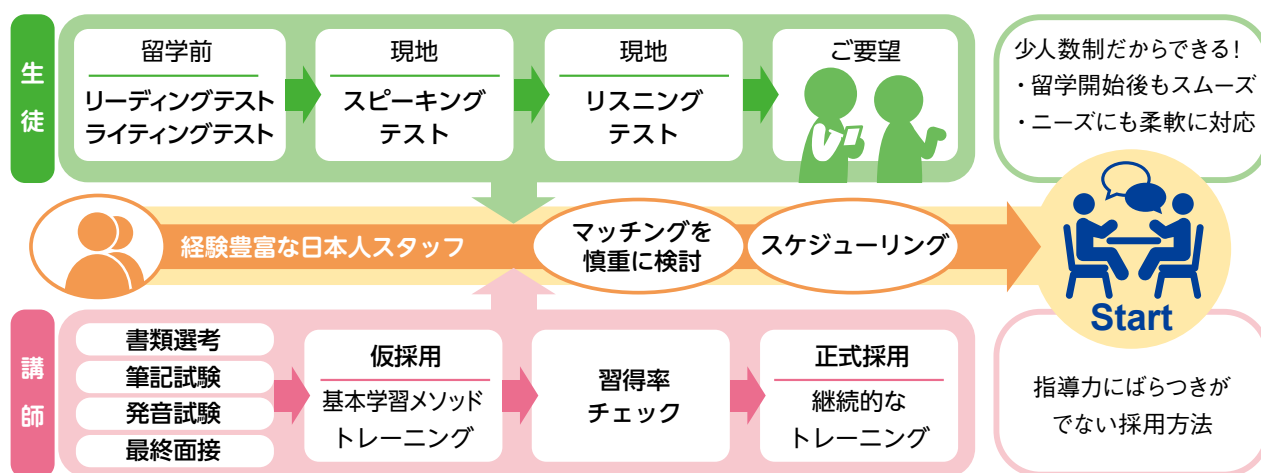 生徒
留学前
リーディングテスト
ライティングテスト
現地
スピーキング
テスト
現地
リスニング
テスト
ご要望
少人数制だからできる!
・留学開始後もスムーズ
・ニーズにも柔軟に対応
経験豊富な日本人スタッフ
マッチングを
慎重に検討
スケジューリング
Start
講師
書類選考
筆記試験
発音試験
最終面接
仮採用
基本学習メソッド
トレーニング
習得率
チェック
正式採用
継続的な
トレーニング
指導力にばらつきが
でない採用方法